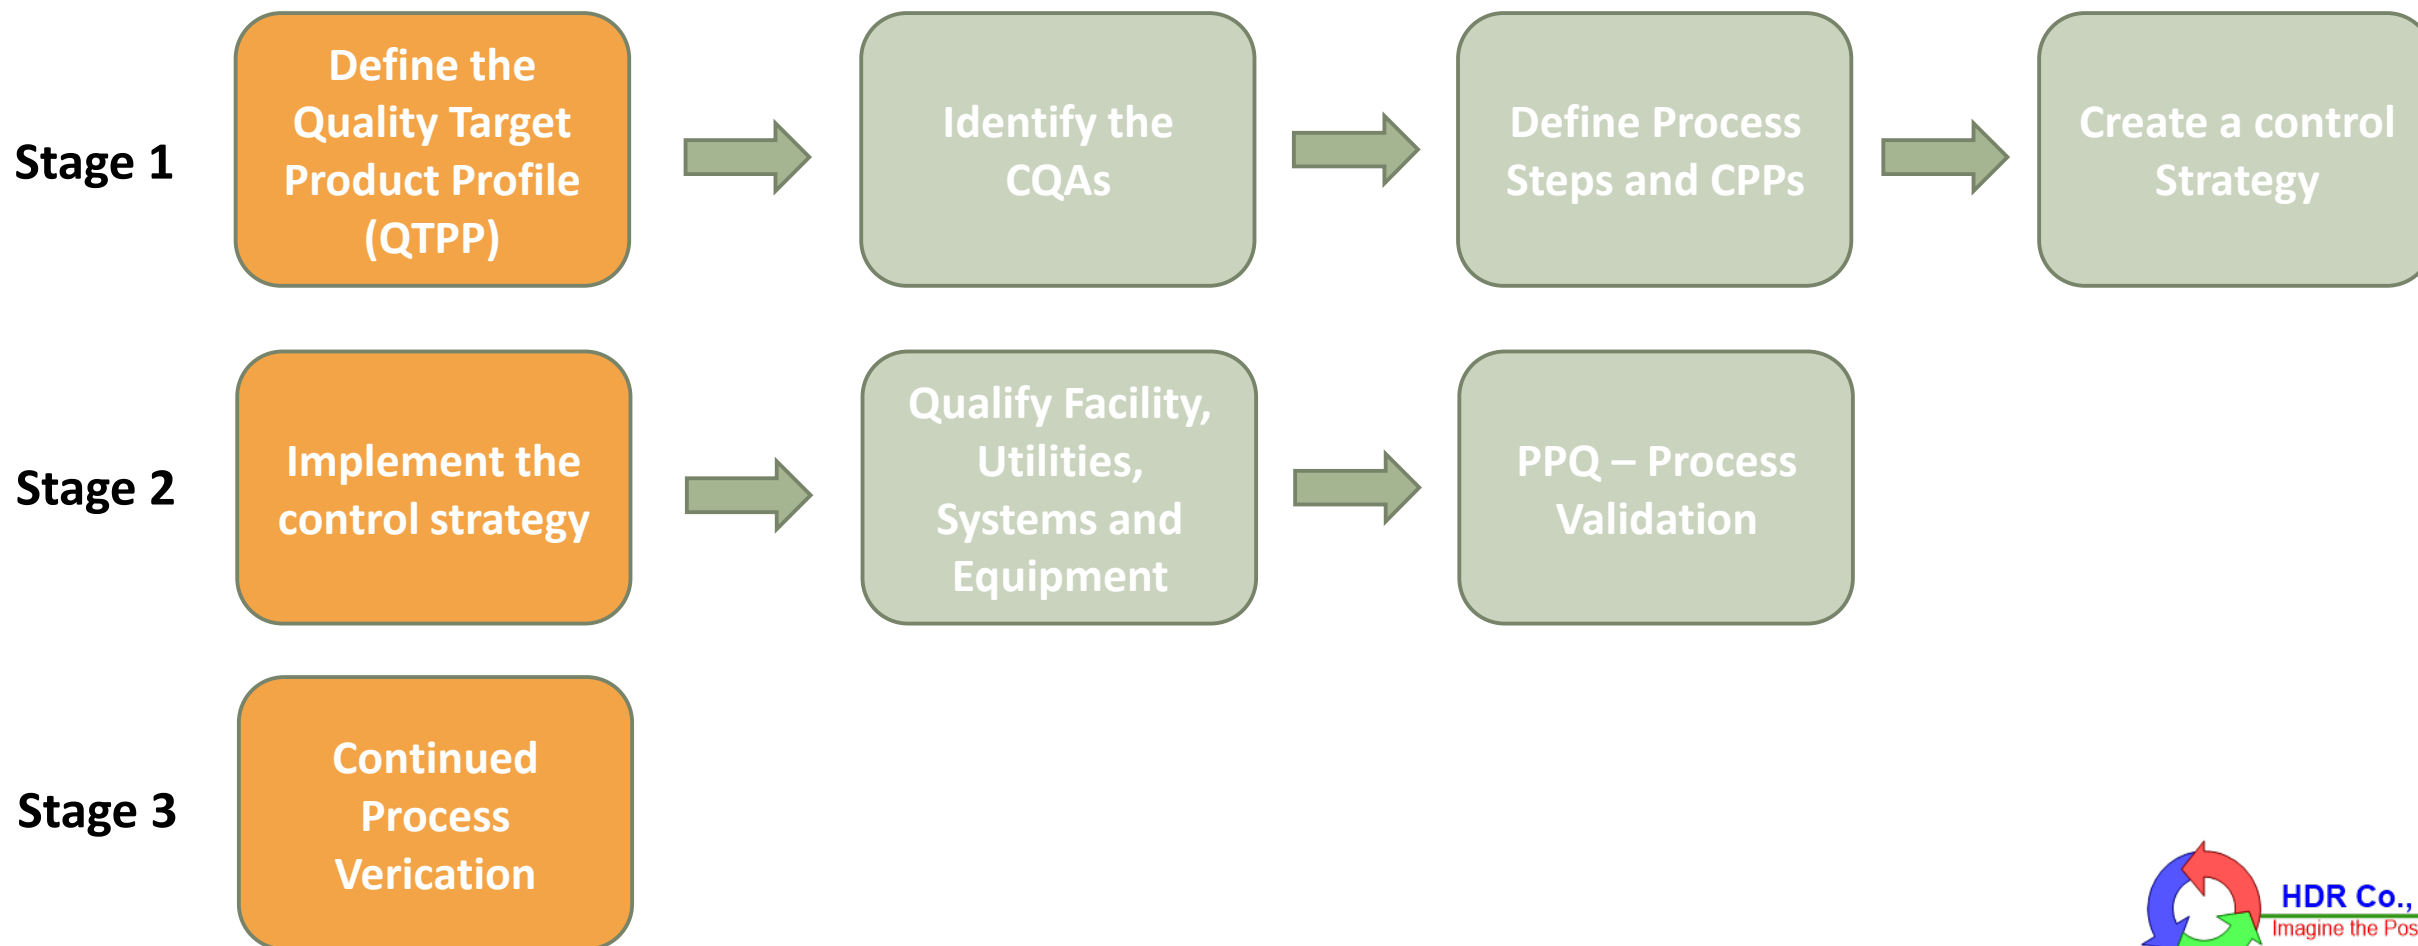 Stage 1
Define the
Quality Target
Product Profile
(QTPP)
Identify the
CQAs
Define Process
Steps and CPPs
Create a control
Strategy
Stage 2
Implement the
control strategy
Qualify Facility,
Utilities,
Systems and
Equipment
PPQ – Process
Validation
Stage 3
Continued
Process
Verication
HDR Co.,
Imagine the Pos